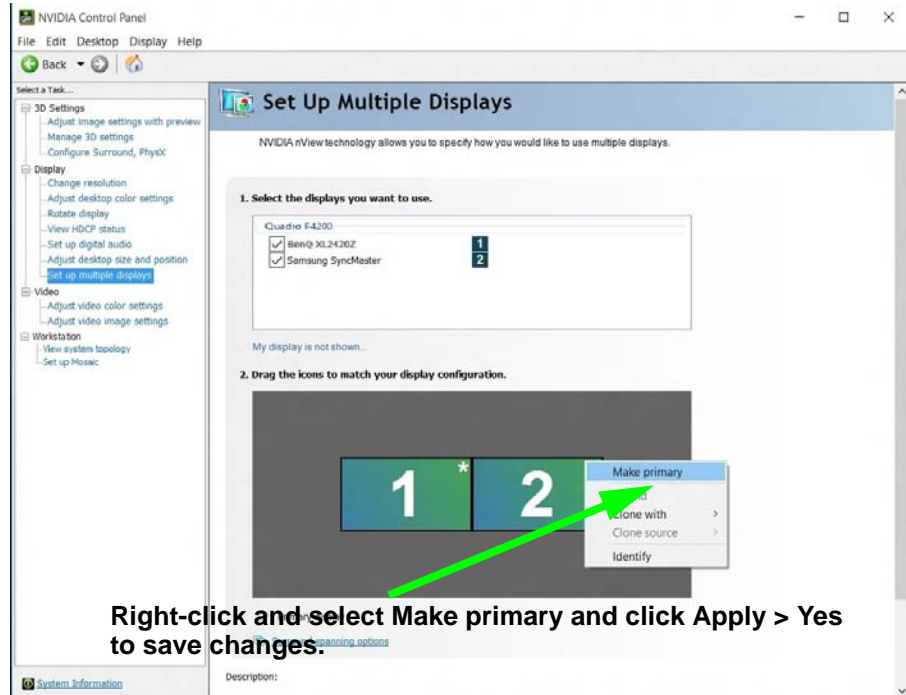 NVIDIA Control Panel
File Edit Desktop Display Help
Back
Select a Task...
3D Settings
Adjust image settings with preview
Manage 3D settings
Configure Surround, PhysX
Display
Change resolution
Adjust desktop color settings
Rotate display
View HDCP status
Set up digital audio
Adjust desktop size and position
Set up multiple displays
Video
Adjust video color settings
Adjust video image settings
Workstation
View system topology
Set up Mosaic
System Information
Set Up Multiple Displays
NVIDIA nView technology allows you to specify how you would like to use multiple displays.
1. Select the displays you want to use.
Quadro F4200
BenQ XL2420Z 1
Samsung SyncMaster 2
My display is not shown...
2. Drag the icons to match your display configuration.
1 * 2
Make primary
Clone with
Clone source
Identify
Right-click and select Make primary and click Apply > Yes
to save changes.
spanning options
Description: